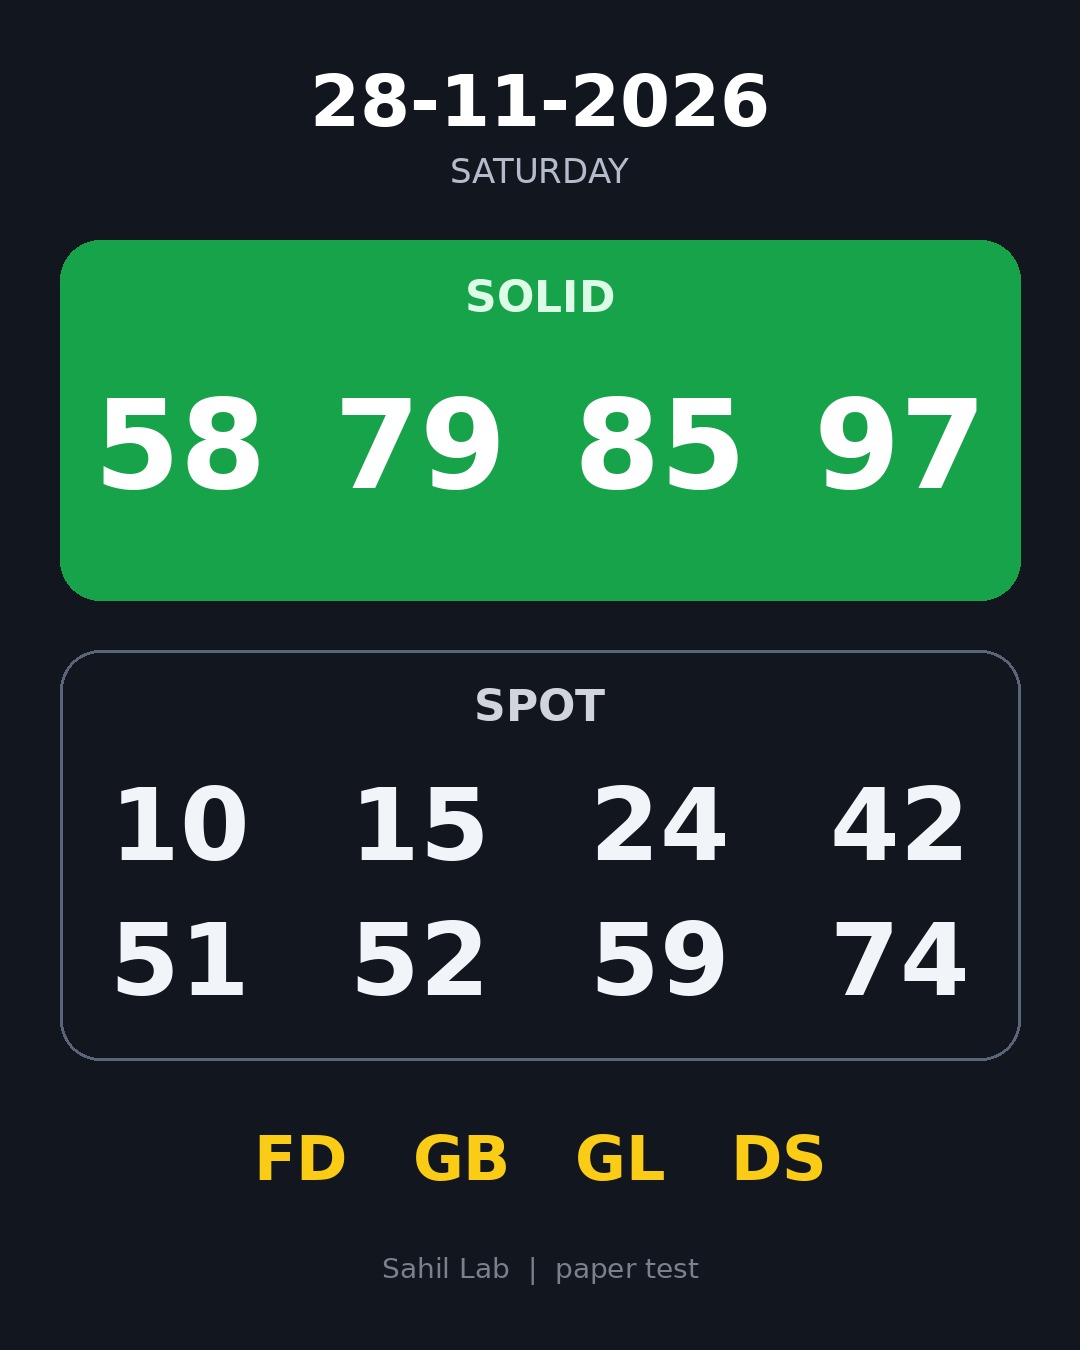 28-11-2026
SATURDAY
SOLID
58 79 85 97
SPOT
10 15 24 42
51 52 59 74
FD GB GL DS
Sahil Lab | paper test